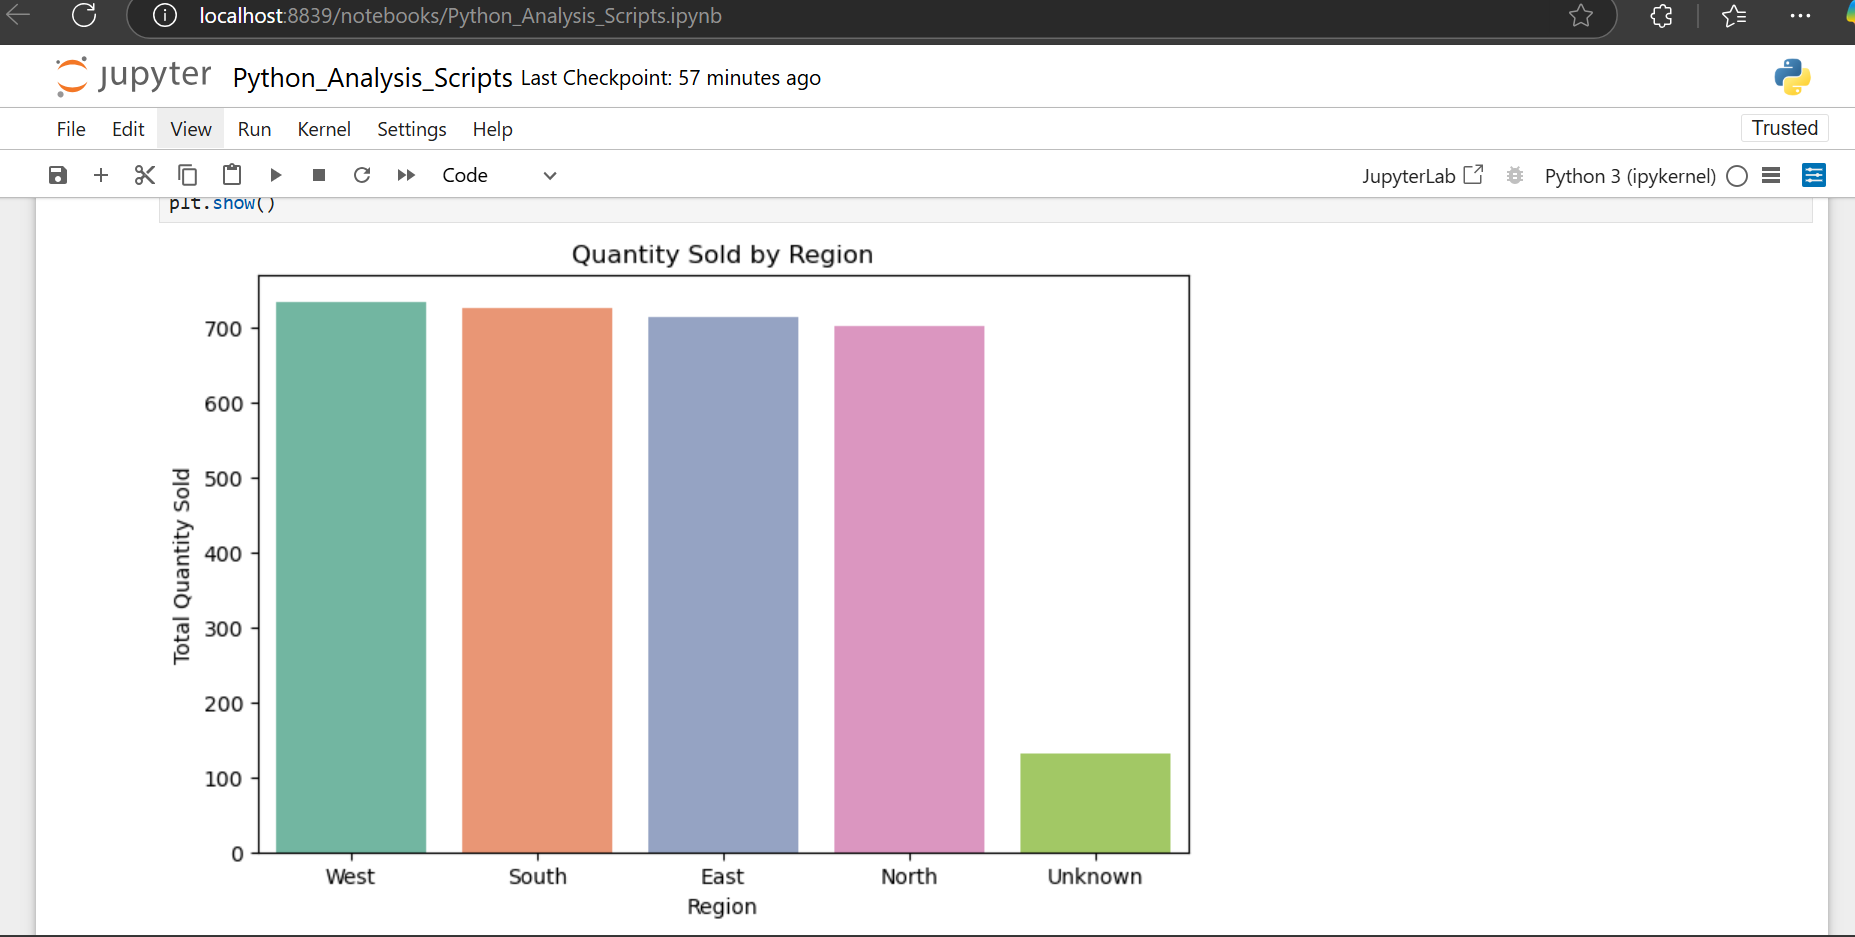 localhost:8839/notebooks/Python_Analysis_Scripts.ipynb
jupyter Python_Analysis_Scripts Last Checkpoint: 57 minutes ago
File Edit View Run Kernel Settings Help Trusted
Code JupyterLab Python 3 (ipykernel)
plt.show()
Quantity Sold by Region
Total Quantity Sold
700
600
500
400
300
200
100
0
West South East North Unknown
Region